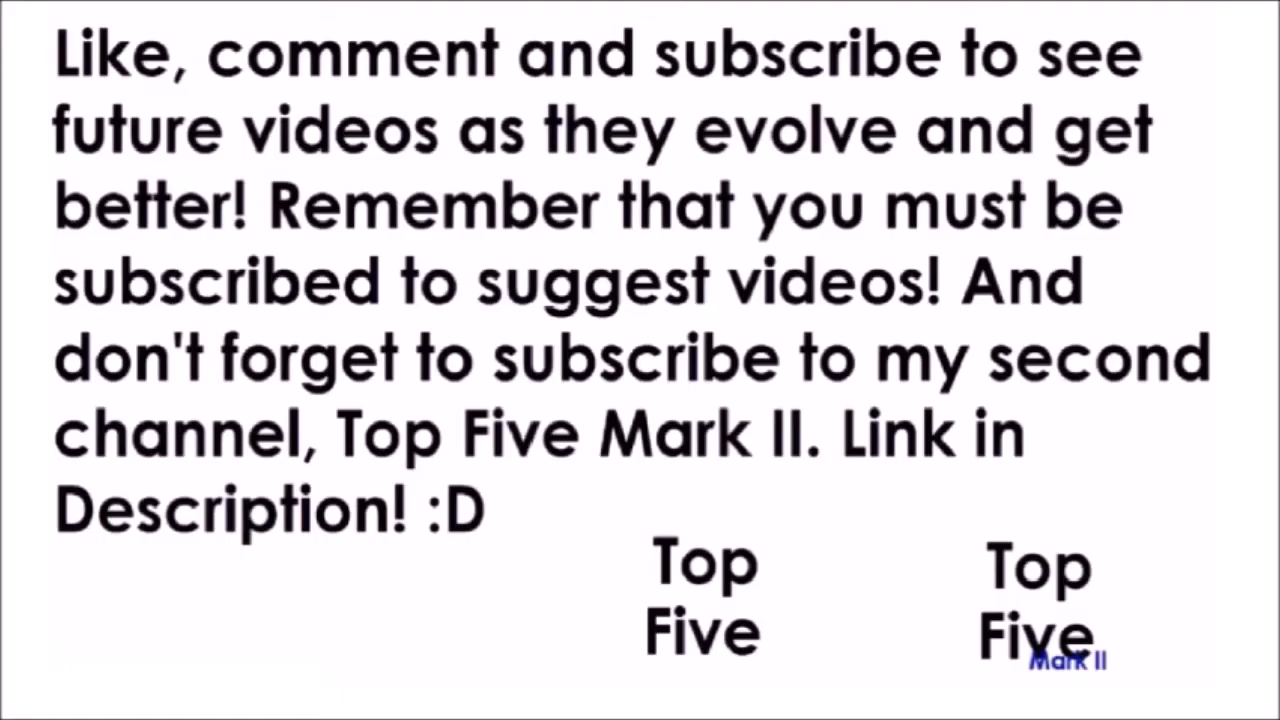 Like, comment and subscribe to see
future videos as they evolve and get
better! Remember that you must be
subscribed to suggest videos! And
don't forget to subscribe to my second
channel, Top Five Mark II. Link in
Description! :D
Top
Five
Top
Five
Mark II